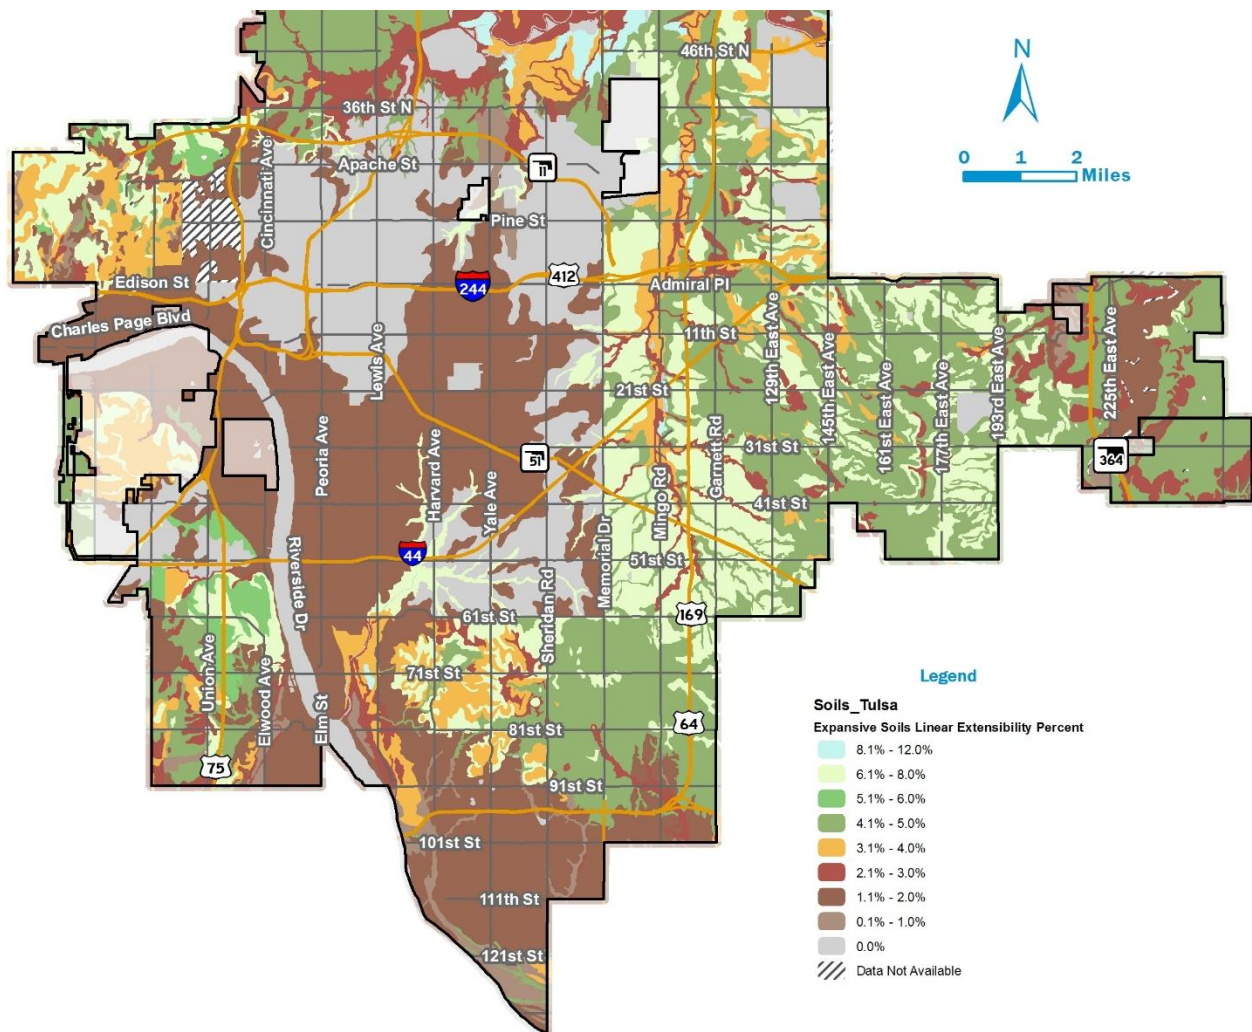 N
46th St N
36th St N
Cincinnati Ave
Apache St
11
0 1 2
Miles
Pine St
Edison St
412
244
Admiral Pl
Charles Page Blvd
11th St
Lewis Ave
129th East Ave
145th East Ave
161st East Ave
177th East Ave
193rd East Ave
225th East Ave
21st St
Peoria Ave
Harvard Ave
Yale Ave
51
31st St
Mingo Rd
Garnett Rd
364
41st St
44
Riverside Dr
Memorial Dr
51st St
Sheridan Rd
61st St
169
Union Ave
Elwood Ave
Elm St
71st St
81st St
64
75
91st St
101st St
111th St
121st St
Legend
Soils_Tulsa
Expansive Soils Linear Extensibility Percent
8.1% - 12.0%
6.1% - 8.0%
5.1% - 6.0%
4.1% - 5.0%
3.1% - 4.0%
2.1% - 3.0%
1.1% - 2.0%
0.1% - 1.0%
0.0%
Data Not Available